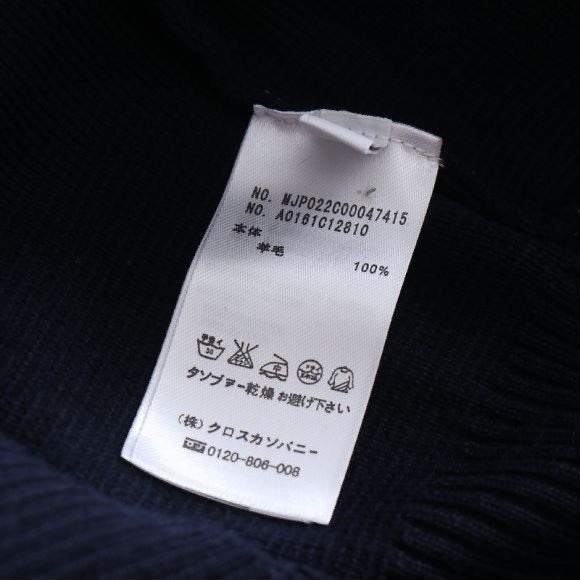 NO. MJP022C00047415
NO. A0161C12810
本体
羊毛 100%
タンブラー乾燥お避け下さい
(株)クロスカンパニー
0120-806-008